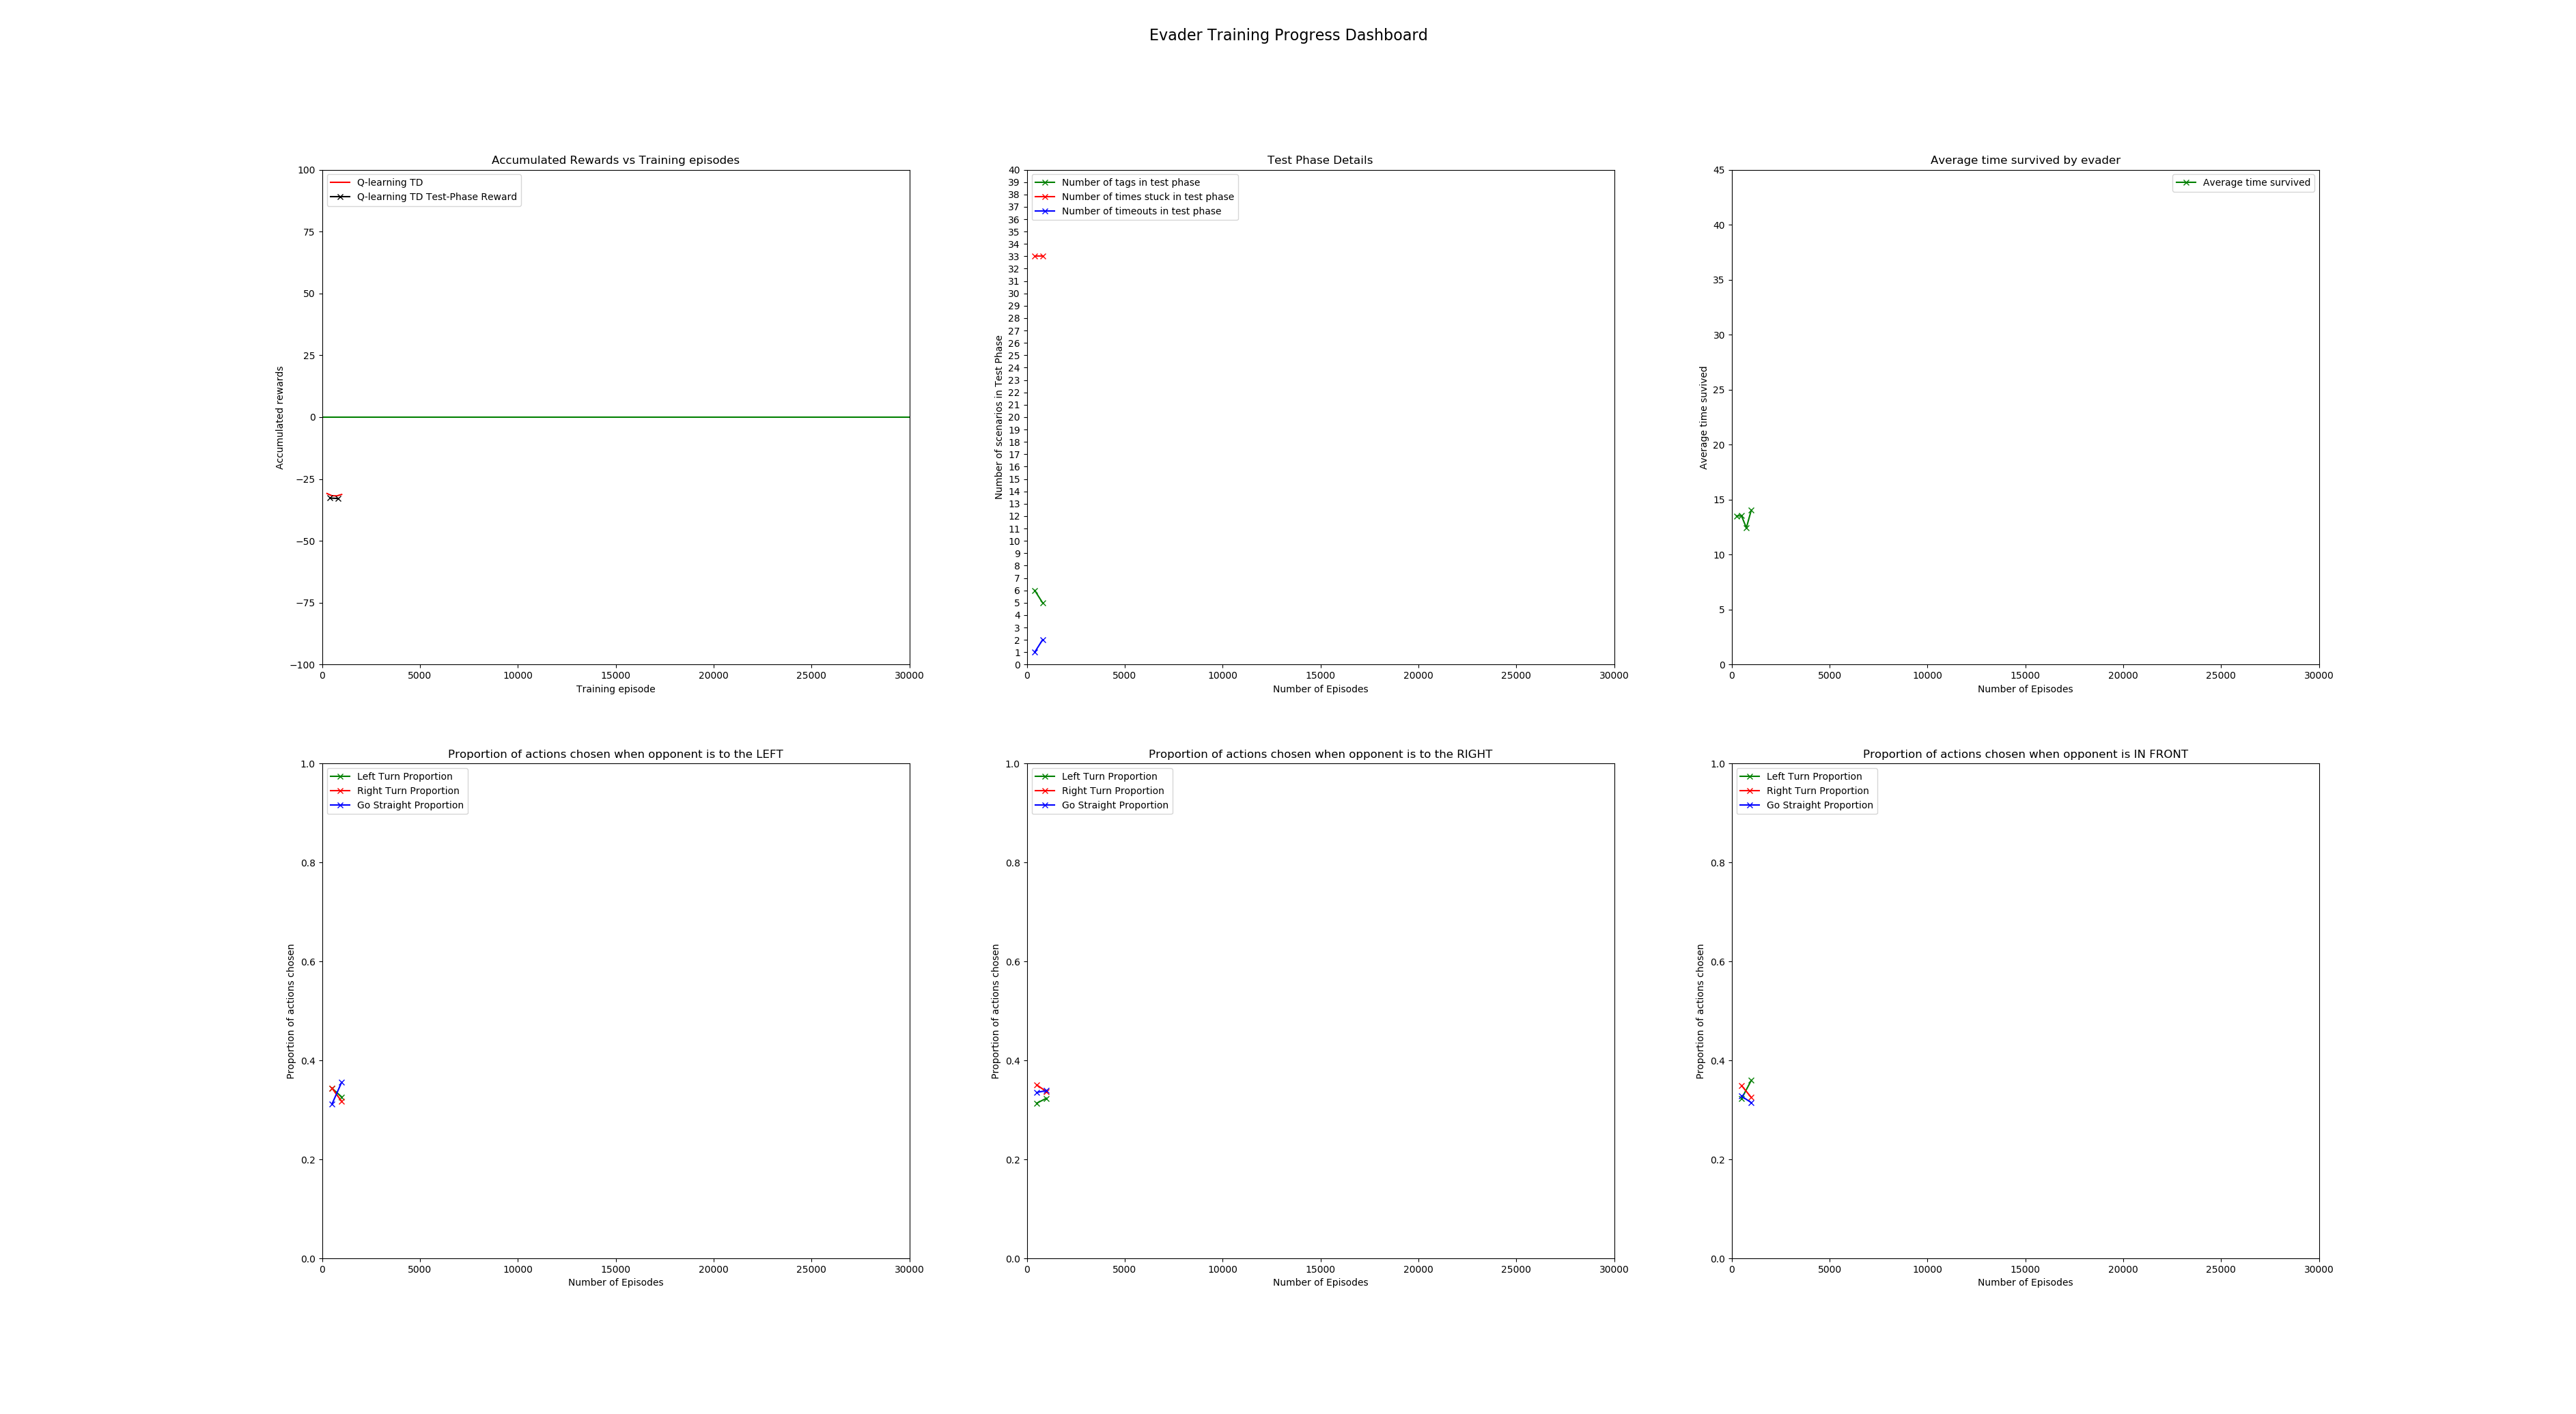 Evader Training Progress Dashboard
Accumulated Rewards vs Training episodes
Q-learning TD
Q-learning TD Test-Phase Reward
100
75
50
25
0
−25
−50
−75
−100
Accumulated rewards
0 5000 10000 15000 20000 25000 30000
Training episode
Test Phase Details
Number of tags in test phase
Number of times stuck in test phase
Number of timeouts in test phase
40
39
38
37
36
35
34
33
32
31
30
29
28
27
26
25
24
23
22
21
20
19
18
17
16
15
14
13
12
11
10
9
8
7
6
5
4
3
2
1
0
Number of scenarios in Test Phase
0 5000 10000 15000 20000 25000 30000
Number of Episodes
Average time survived by evader
Average time survived
45
40
35
30
25
20
15
10
5
0
Average time survived
0 5000 10000 15000 20000 25000 30000
Number of Episodes
Proportion of actions chosen when opponent is to the LEFT
Left Turn Proportion
Right Turn Proportion
Go Straight Proportion
1.0
0.8
0.6
0.4
0.2
0.0
Proportion of actions chosen
0 5000 10000 15000 20000 25000 30000
Number of Episodes
Proportion of actions chosen when opponent is to the RIGHT
Left Turn Proportion
Right Turn Proportion
Go Straight Proportion
1.0
0.8
0.6
0.4
0.2
0.0
Proportion of actions chosen
0 5000 10000 15000 20000 25000 30000
Number of Episodes
Proportion of actions chosen when opponent is IN FRONT
Left Turn Proportion
Right Turn Proportion
Go Straight Proportion
1.0
0.8
0.6
0.4
0.2
0.0
Proportion of actions chosen
0 5000 10000 15000 20000 25000 30000
Number of Episodes